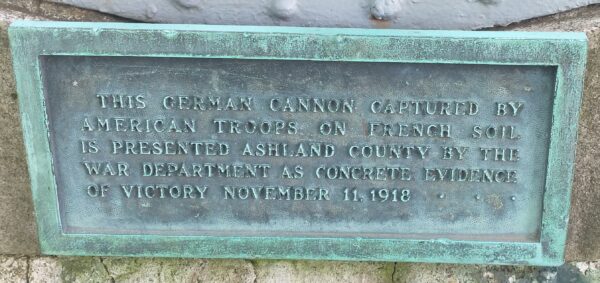 THIS GERMAN CANNON CAPTURED BY
AMERICAN TROOPS ON FRENCH SOIL
IS PRESENTED ASHLAND COUNTY BY THE
WAR DEPARTMENT AS CONCRETE EVIDENCE
OF VICTORY NOVEMBER 11, 1918 . . . .